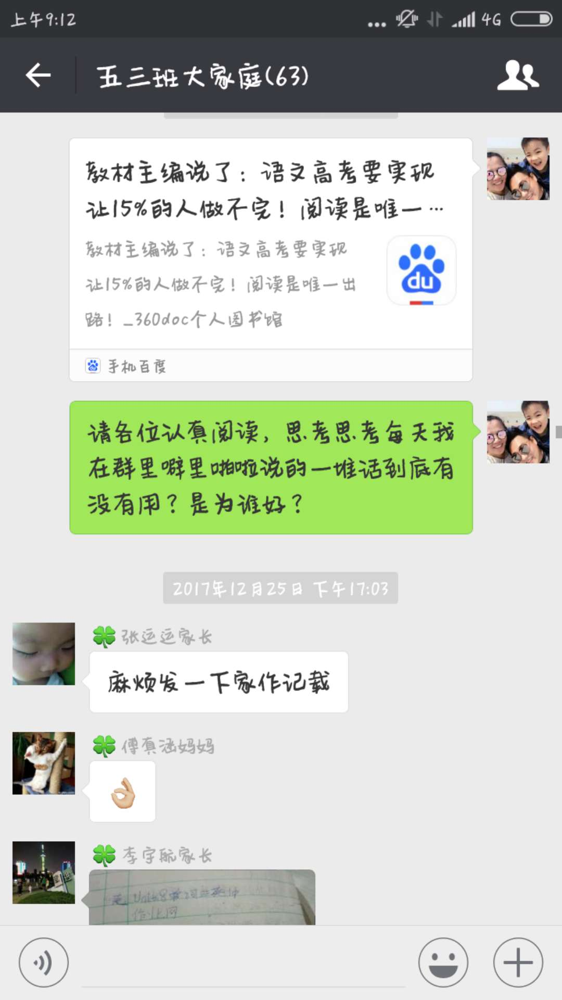 上午9:12
4G
五三班大家庭(63)
教材主编说了：语文高考要实现
让15%的人做不完！阅读是唯一…
教材主编说了：语文高考要实现
让15%的人做不完！阅读是唯一出
路！_360doc个人图书馆
du
手机百度
请各位认真阅读，思考思考每天我
在群里噼里啪啦说的一堆话到底有
没有用？是为谁好？
2017年12月25日 下午17:03
🍀张运运家长
麻烦发一下家作记载
🍀傅真涵妈妈
👌🏼
🍀李宇航家长